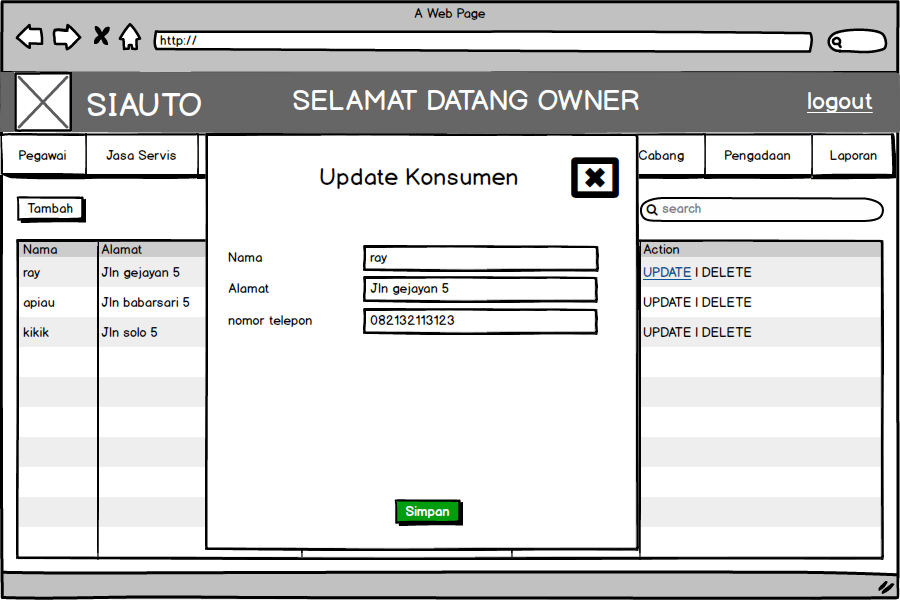 A Web Page
http://
SIAUTO
SELAMAT DATANG OWNER
logout
Pegawai
Jasa Servis
Cabang
Pengadaan
Laporan
Update Konsumen
Tambah
search
Nama
Alamat
Action
ray
Jln gejayan 5
UPDATE | DELETE
apiau
Jln babarsari 5
UPDATE | DELETE
kikik
Jln solo 5
UPDATE | DELETE
Nama
ray
Alamat
Jln gejayan 5
nomor telepon
082132113123
Simpan